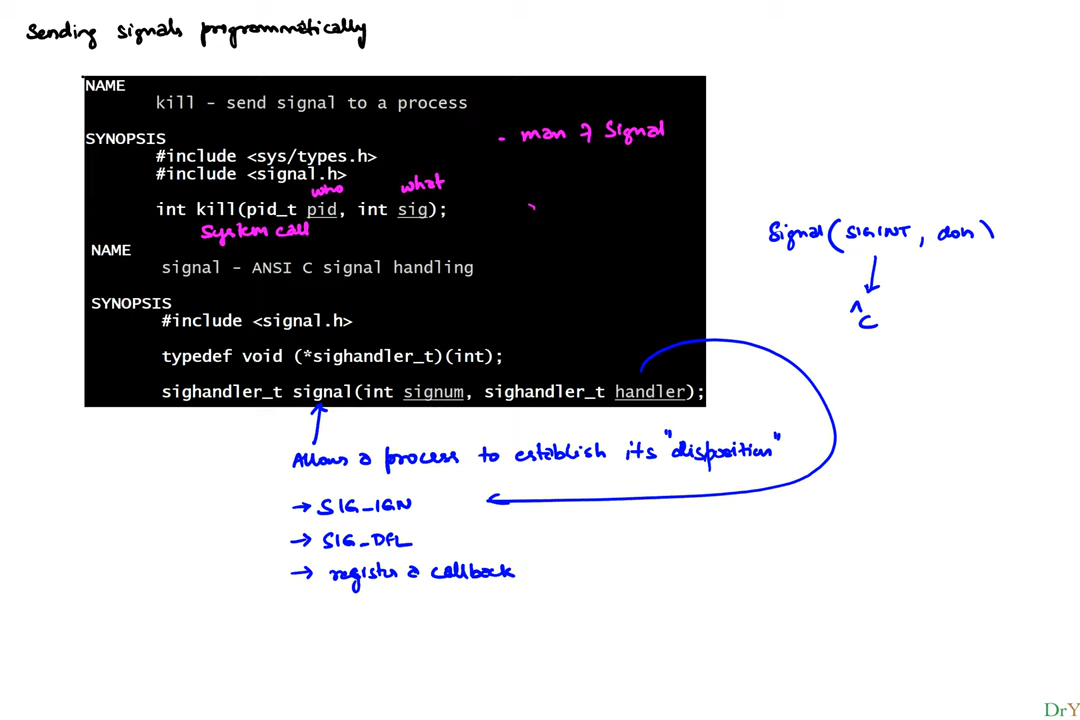 Sending signals programmatically
NAME
kill - send signal to a process
SYNOPSIS
- man 7 Signal
#include <sys/types.h>
#include <signal.h>
who what
int kill(pid_t pid, int sig);
System call
Signal (SIGINT, doh)
^C
NAME
signal - ANSI C signal handling
SYNOPSIS
#include <signal.h>
typedef void (*sighandler_t)(int);
sighandler_t signal(int signum, sighandler_t handler);
Allows a process to establish its "disposition"
→ SIG_IGN
→ SIG_DFL
→ register a callback
DrY